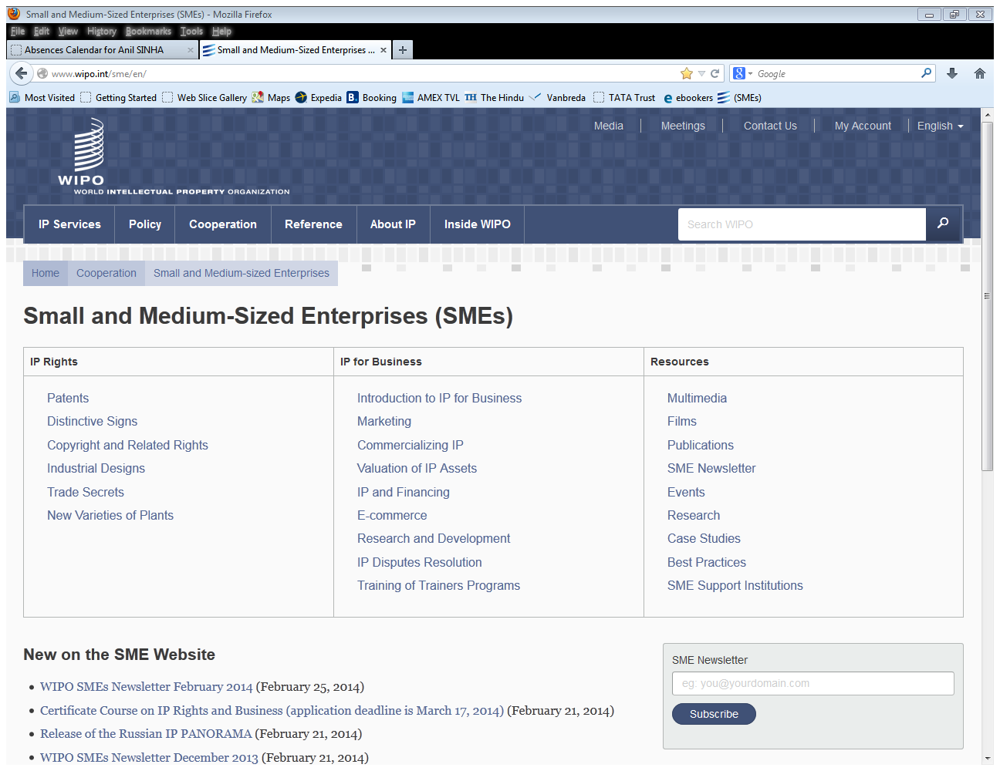 Small and Medium-Sized Enterprises (SMEs) - Mozilla Firefox
File Edit View History Bookmarks Tools Help
Absences Calendar for Anil SINHA
Small and Medium-Sized Enterprises ...
www.wipo.int/sme/en/
Google
Most Visited Getting Started Web Slice Gallery Maps Expedia B. Booking AMEX TVL TH The Hindu Vanbreda TATA Trust ebookers (SMEs)
Media Meetings Contact Us My Account English
WIPO
WORLD INTELLECTUAL PROPERTY ORGANIZATION
IP Services Policy Cooperation Reference About IP Inside WIPO Search WIPO
Home Cooperation Small and Medium-sized Enterprises
Small and Medium-Sized Enterprises (SMEs)
IP Rights
Patents
Distinctive Signs
Copyright and Related Rights
Industrial Designs
Trade Secrets
New Varieties of Plants
IP for Business
Introduction to IP for Business
Marketing
Commercializing IP
Valuation of IP Assets
IP and Financing
E-commerce
Research and Development
IP Disputes Resolution
Training of Trainers Programs
Resources
Multimedia
Films
Publications
SME Newsletter
Events
Research
Case Studies
Best Practices
SME Support Institutions
New on the SME Website
WIPO SMEs Newsletter February 2014 (February 25, 2014)
Certificate Course on IP Rights and Business (application deadline is March 17, 2014) (February 21, 2014)
Release of the Russian IP PANORAMA (February 21, 2014)
WIPO SMEs Newsletter December 2013 (February 21, 2014)
SME Newsletter
eg: you@yourdomain.com
Subscribe